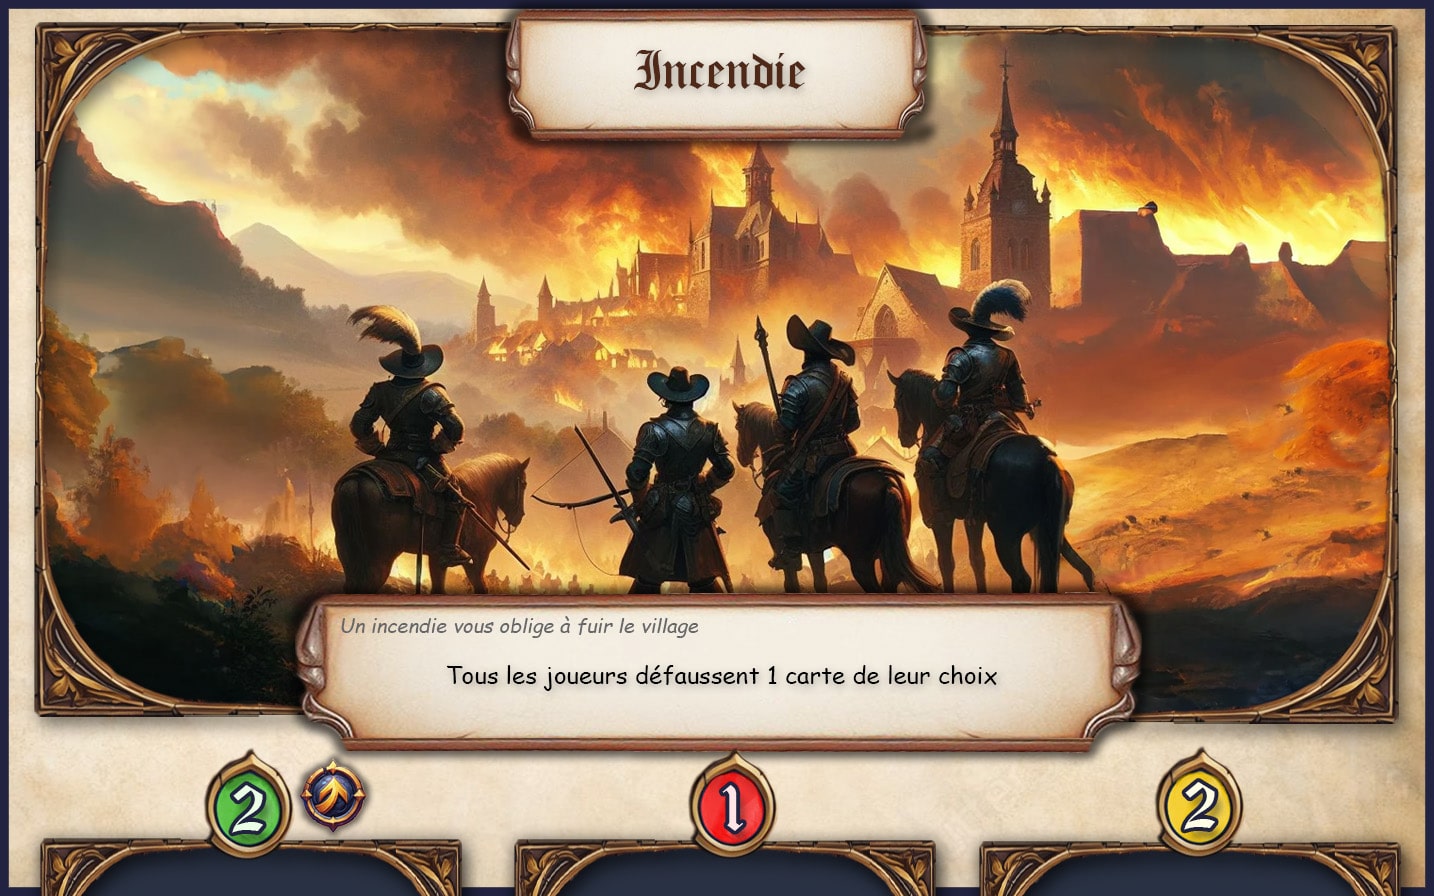 Incendie
Un incendie vous oblige à fuir le village
Tous les joueurs défaussent 1 carte de leur choix
2 1 2